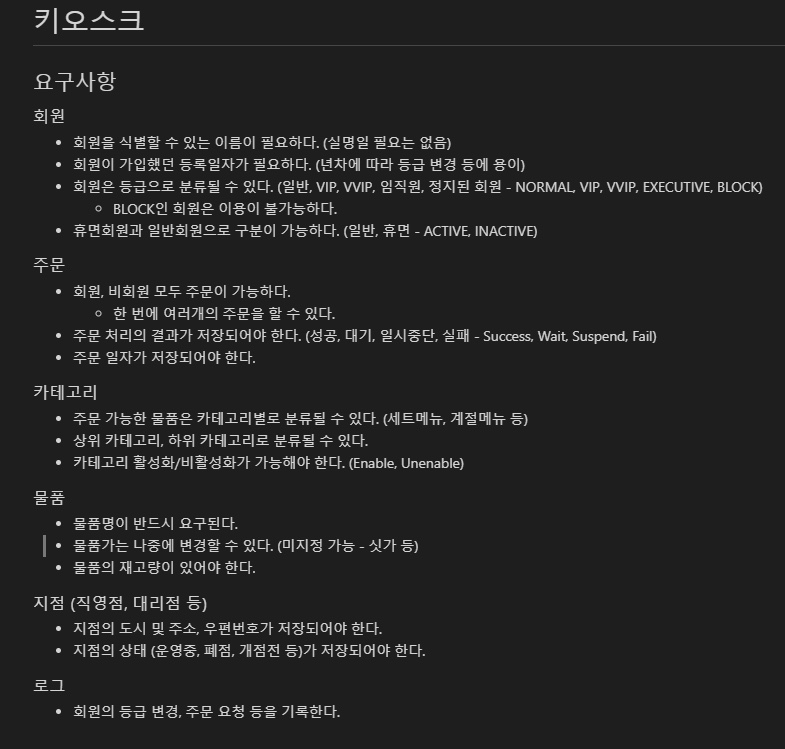 키오스크
요구사항
회원
회원을 식별할 수 있는 이름이 필요하다. (실명일 필요는 없음)
회원이 가입했던 등록일자가 필요하다. (년차에 따라 등급 변경 등에 용이)
회원은 등급으로 분류될 수 있다. (일반, VIP, VVIP, 임직원, 정지된 회원 - NORMAL, VIP, VVIP, EXECUTIVE, BLOCK)
BLOCK인 회원은 이용이 불가능하다.
휴면회원과 일반회원으로 구분이 가능하다. (일반, 휴면 - ACTIVE, INACTIVE)
주문
회원, 비회원 모두 주문이 가능하다.
한 번에 여러개의 주문을 할 수 있다.
주문 처리의 결과가 저장되어야 한다. (성공, 대기, 일시중단, 실패 - Success, Wait, Suspend, Fail)
주문 일자가 저장되어야 한다.
카테고리
주문 가능한 물품은 카테고리별로 분류될 수 있다. (세트메뉴, 계절메뉴 등)
상위 카테고리, 하위 카테고리로 분류될 수 있다.
카테고리 활성화/비활성화가 가능해야 한다. (Enable, Unenable)
물품
물품명이 반드시 요구된다.
물품가는 나중에 변경할 수 있다. (미지정 가능 - 싯가 등)
물품의 재고량이 있어야 한다.
지점 (직영점, 대리점 등)
지점의 도시 및 주소, 우편번호가 저장되어야 한다.
지점의 상태 (운영중, 폐점, 개점전 등)가 저장되어야 한다.
로그
회원의 등급 변경, 주문 요청 등을 기록한다.